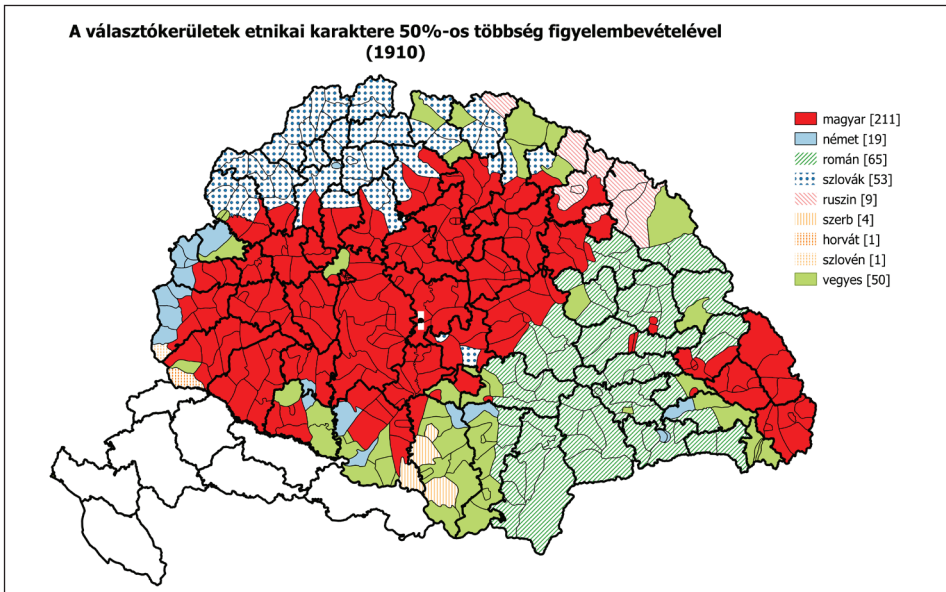 A választókerületek etnikai karaktere 50%-os többség figyelembevételével
(1910)
magyar [211]
német [19]
román [65]
szlovák [53]
ruszin [9]
szerb [4]
horvát [1]
szlovén [1]
vegyes [50]